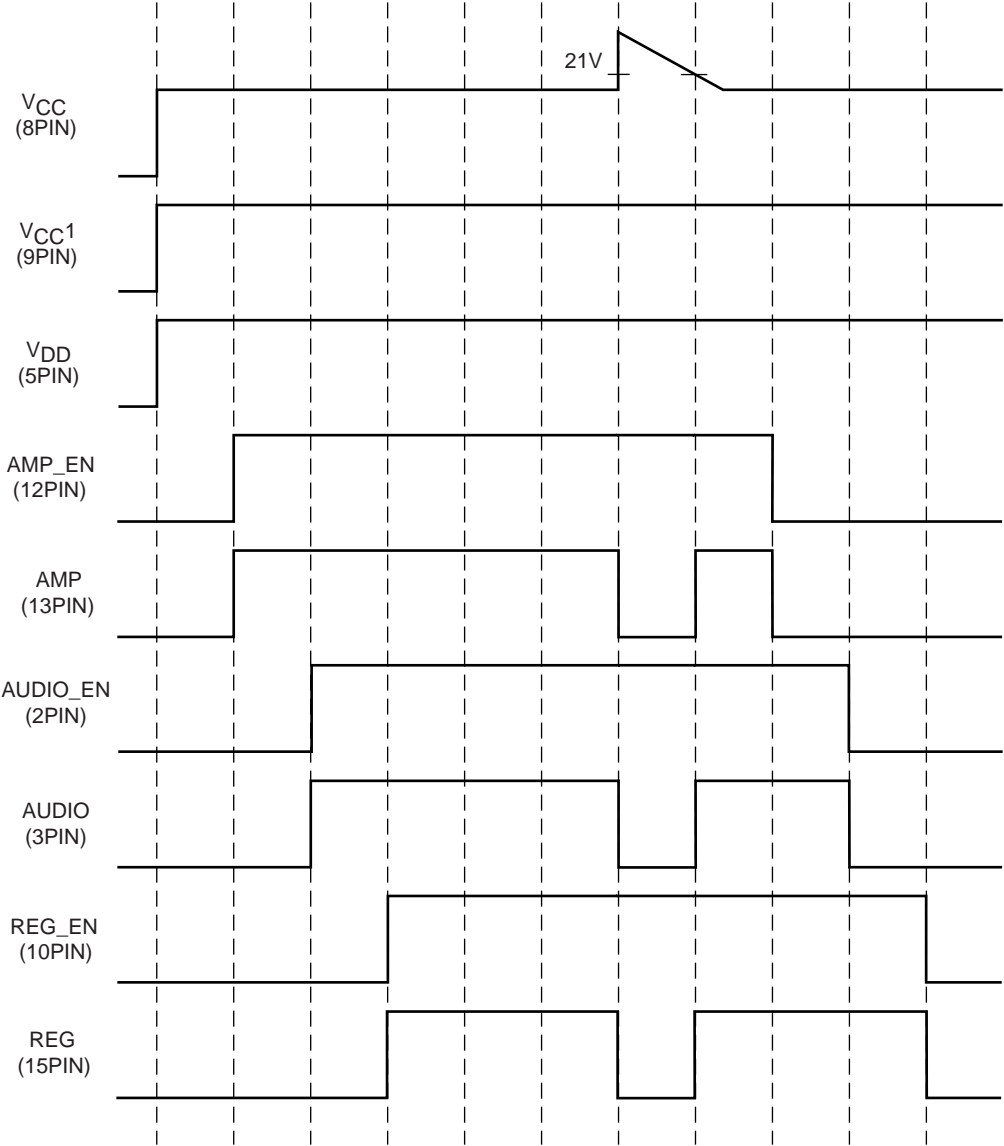 21V
VCC
(8PIN)
VCC1
(9PIN)
VDD
(5PIN)
AMP_EN
(12PIN)
AMP
(13PIN)
AUDIO_EN
(2PIN)
AUDIO
(3PIN)
REG_EN
(10PIN)
REG
(15PIN)